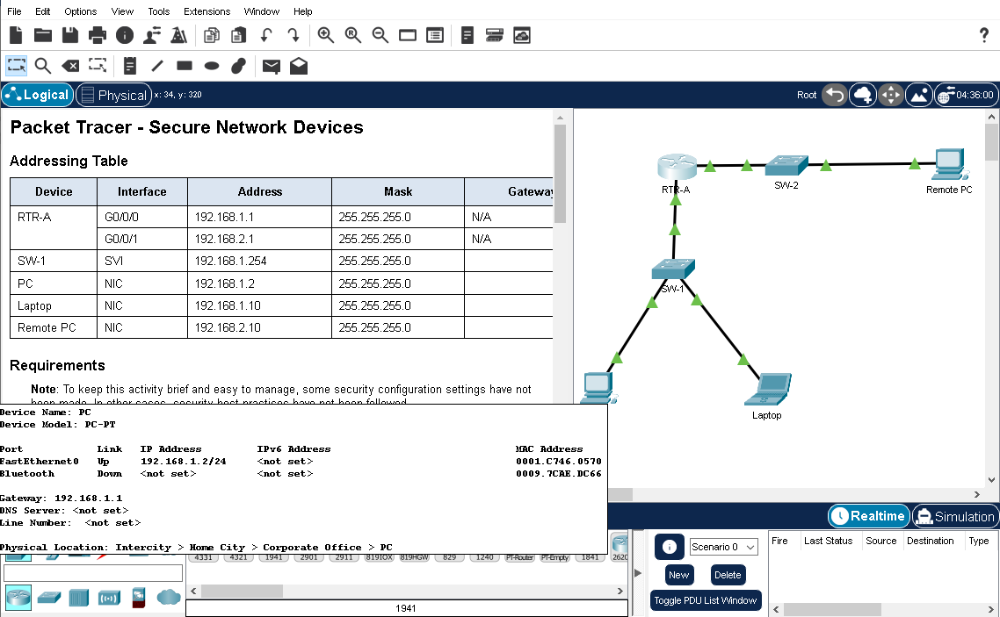 File Edit Options View Tools Extensions Window Help
?
Logical Physical x: 34, y: 320 Root 04:36:00
Packet Tracer - Secure Network Devices
Addressing Table
Device Interface Address Mask Gateway
RTR-A G0/0/0 192.168.1.1 255.255.255.0 N/A
G0/0/1 192.168.2.1 255.255.255.0 N/A
SW-1 SVI 192.168.1.254 255.255.255.0
PC NIC 192.168.1.2 255.255.255.0
Laptop NIC 192.168.1.10 255.255.255.0
Remote PC NIC 192.168.2.10 255.255.255.0
Requirements
Note: To keep this activity brief and easy to manage, some security configuration settings have not
been made. In other cases, security best practices have not been followed.
RTR-A
SW-2
Remote PC
SW-1
Laptop
Device Name: PC
Device Model: PC-PT
Port Link IP Address IPv6 Address MAC Address
FastEthernet0 Up 192.168.1.2/24 <not set> 0001.C746.0570
Bluetooth Down <not set> <not set> 0009.7CAE.DC66
Gateway: 192.168.1.1
DNS Server: <not set>
Line Number: <not set>
Physical Location: Intercity > Home City > Corporate Office > PC
4331 4321 1941 2901 2911 819IOX 819HGW 829 1240 PT-Router PT-Empty 1841 2620
1941
Realtime Simulation
Scenario 0
New Delete
Toggle PDU List Window
Fire Last Status Source Destination Type